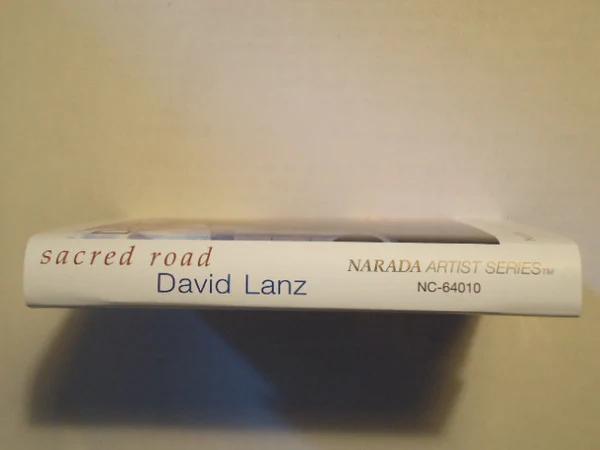 sacred road
David Lanz
NARADA ARTIST SERIES™
NC-64010